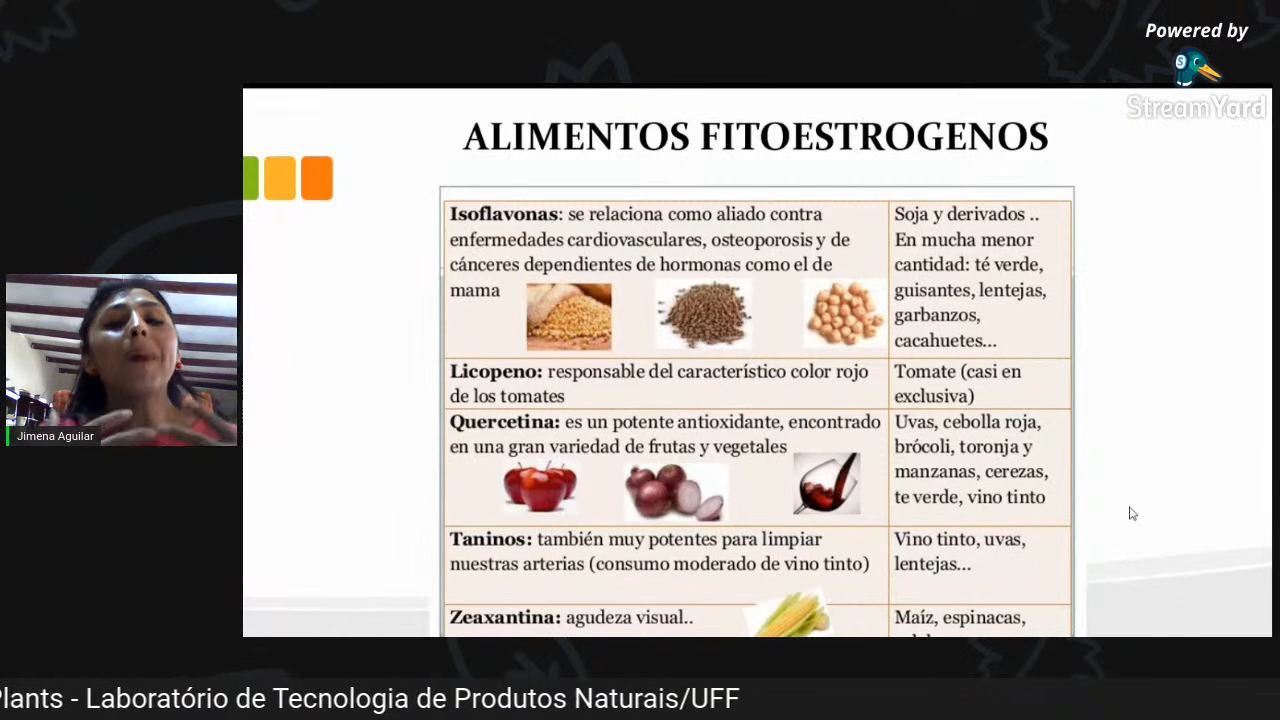 Powered by
StreamYard
ALIMENTOS FITOESTROGENOS
Isoflavonas: se relaciona como aliado contra
enfermedades cardiovasculares, osteoporosis y de
cánceres dependientes de hormonas como el de
mama
Soja y derivados ..
En mucha menor
cantidad: té verde,
guisantes, lentejas,
garbanzos,
cacahuetes...
Licopeno: responsable del característico color rojo
de los tomates
Tomate (casi en
exclusiva)
Quercetina: es un potente antioxidante, encontrado
en una gran variedad de frutas y vegetales
Uvas, cebolla roja,
brócoli, toronja y
manzanas, cerezas,
te verde, vino tinto
Taninos: también muy potentes para limpiar
nuestras arterias (consumo moderado de vino tinto)
Vino tinto, uvas,
lentejas...
Zeaxantina: agudeza visual..
Maíz, espinacas,
Jimena Aguilar
Plants - Laboratório de Tecnologia de Produtos Naturais/UFF